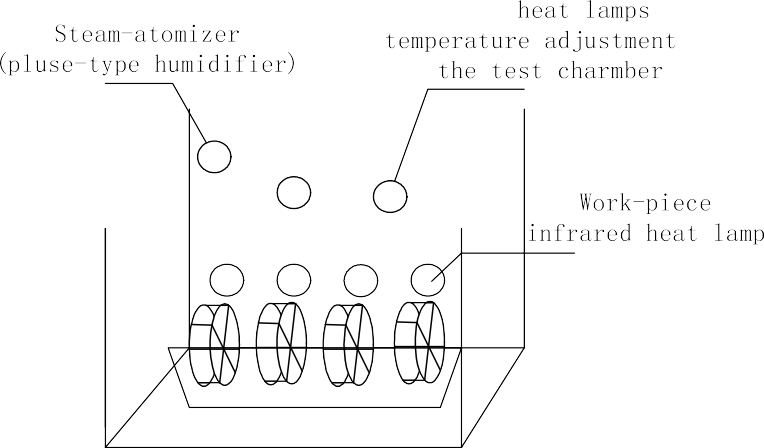 Steam-atomizer
(pluse-type humidifier)
heat lamps
temperature adjustment
the test charmber
Work-piece
infrared heat lamp